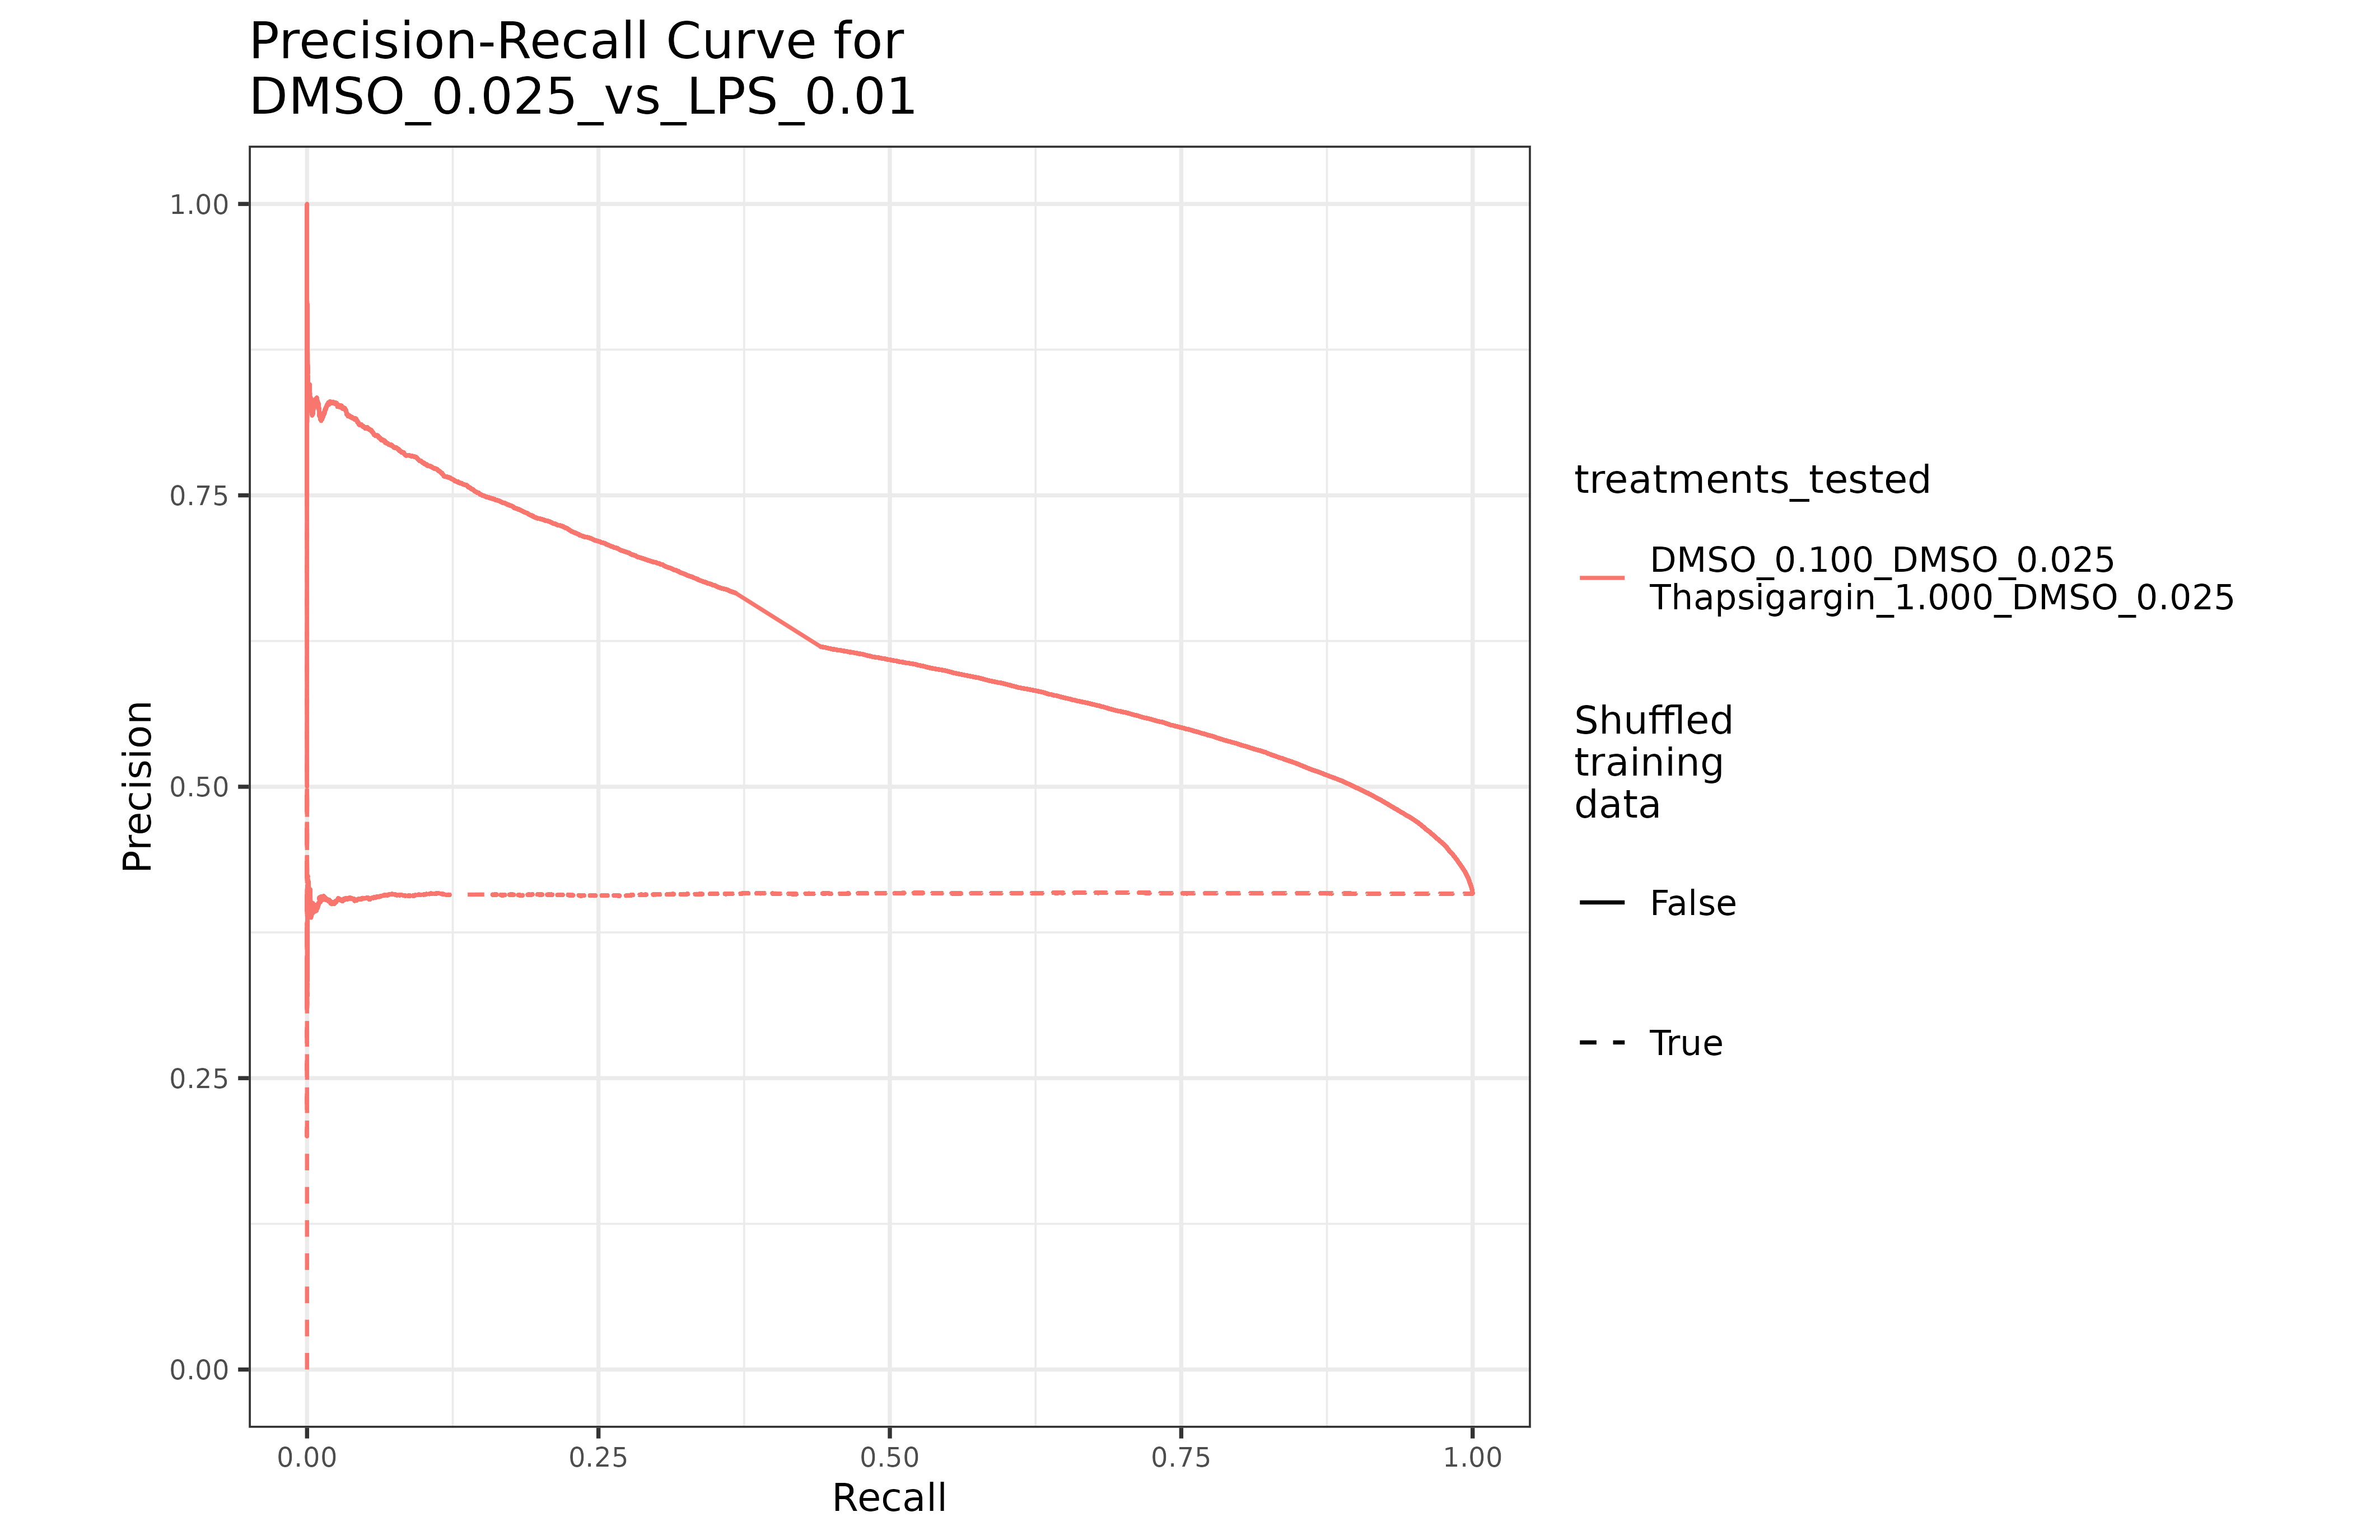 Precision-Recall Curve for
DMSO_0.025_vs_LPS_0.01
1.00
0.75
0.50
0.25
0.00
Precision
0.00
0.25
0.50
0.75
1.00
Recall
treatments_tested
DMSO_0.100_DMSO_0.025
Thapsigargin_1.000_DMSO_0.025
Shuffled
training
data
False
True